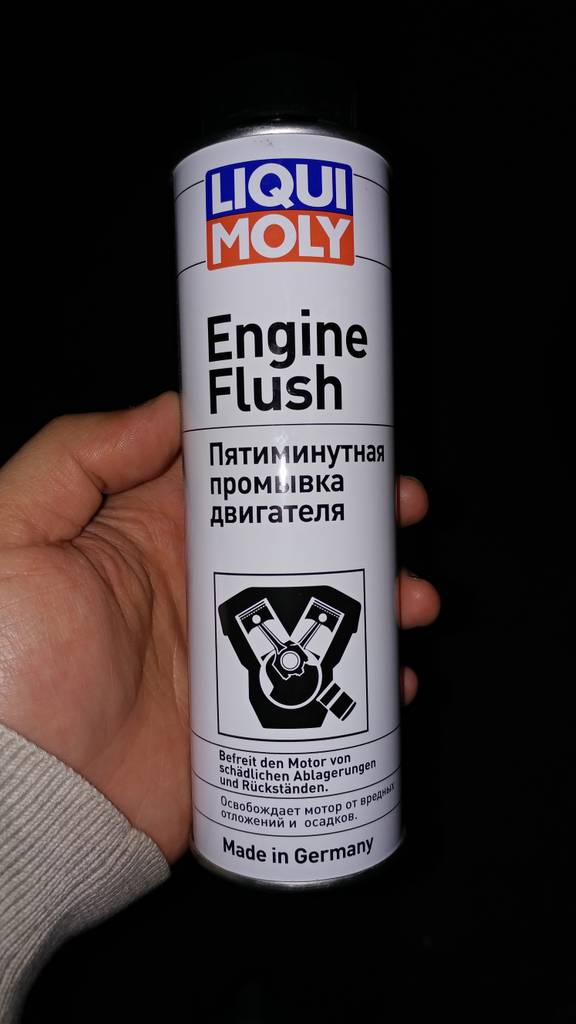 LIQUI
MOLY
Engine
Flush
Пятиминутная
промывка
двигателя
Befreit den Motor von
schädlichen Ablagerungen
und Rückständen.
Освобождает мотор от вредных
отложений и осадков.
Made in Germany